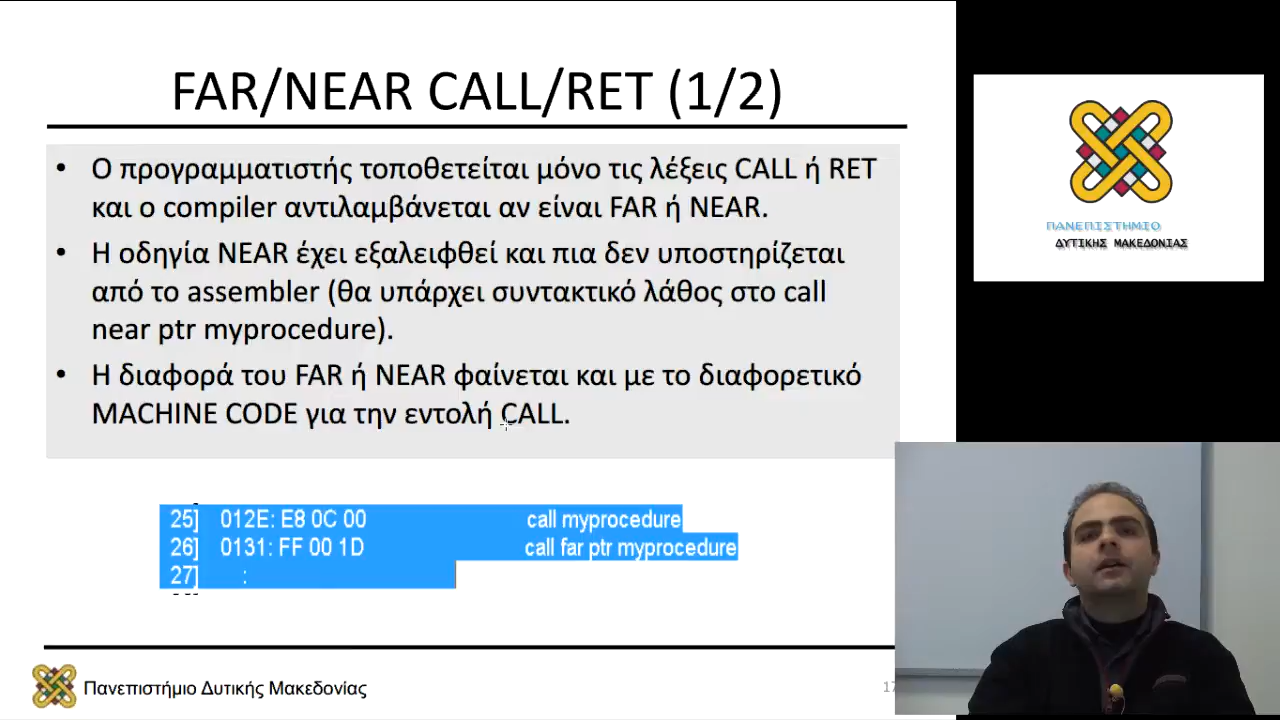 FAR/NEAR CALL/RET (1/2)
• Ο προγραμματιστής τοποθετείται μόνο τις λέξεις CALL ή RET
και ο compiler αντιλαμβάνεται αν είναι FAR ή NEAR.
• Η οδηγία NEAR έχει εξαλειφθεί και πια δεν υποστηρίζεται
από το assembler (θα υπάρχει συντακτικό λάθος στο call
near ptr myprocedure).
• Η διαφορά του FAR ή NEAR φαίνεται και με το διαφορετικό
MACHINE CODE για την εντολή CALL.
25] 012E: E8 0C 00 call myprocedure
26] 0131: FF 00 1D call far ptr myprocedure
27] :
Πανεπιστήμιο Δυτικής Μακεδονίας
17
ΠΑΝΕΠΙΣΤΗΜΙΟ
ΔΥΤΙΚΗΣ ΜΑΚΕΔΟΝΙΑΣ